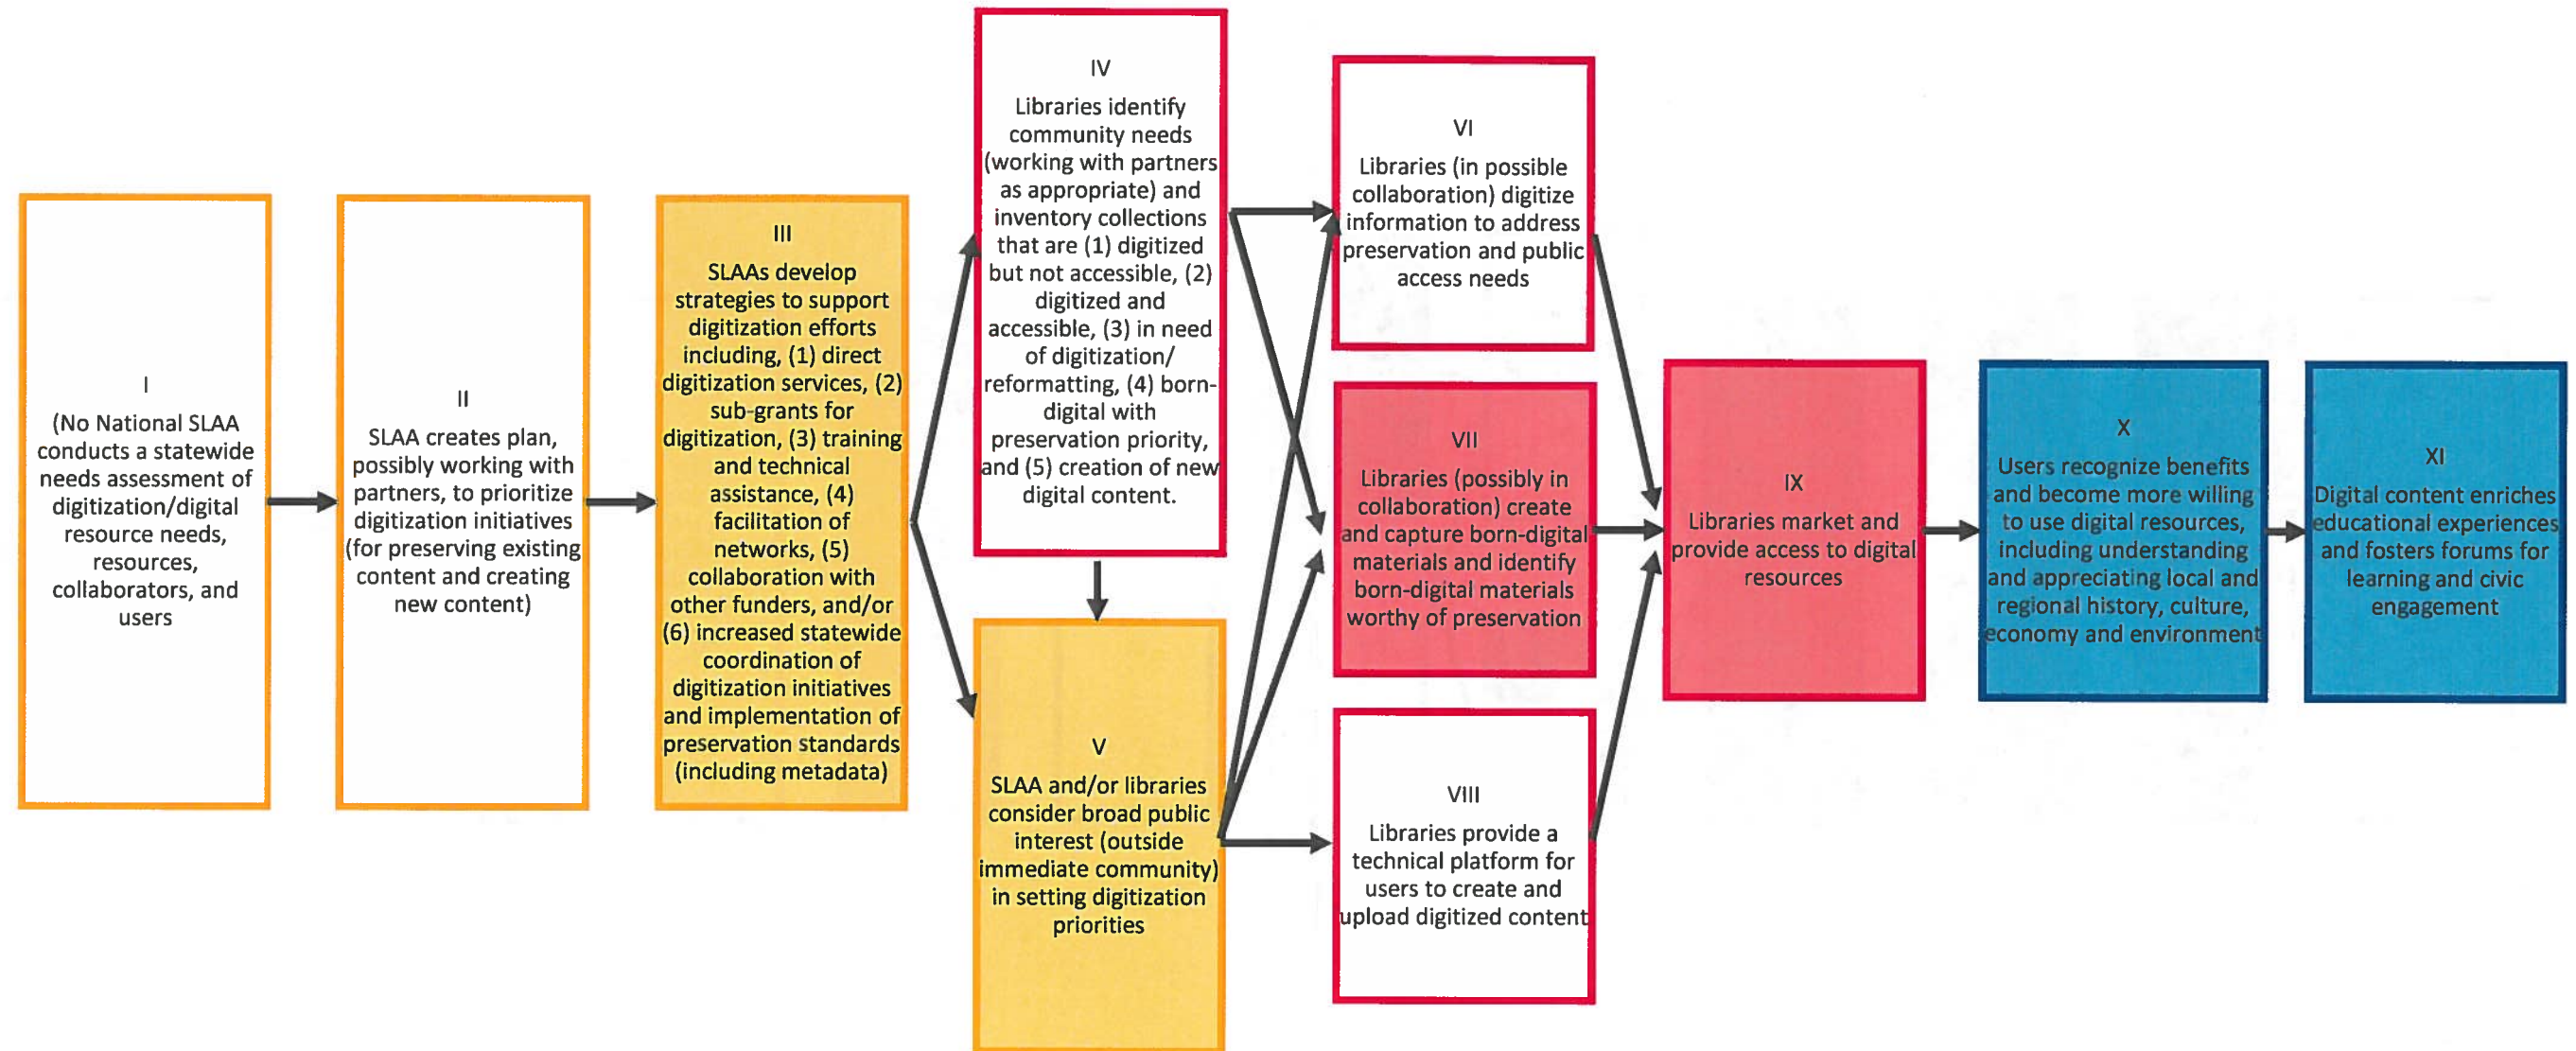 I
(No National SLAA
conducts a statewide
needs assessment of
digitization/digital
resource needs,
resources,
collaborators, and
users
II
SLAA creates plan,
possibly working with
partners, to prioritize
digitization initiatives
(for preserving existing
content and creating
new content)
III
SLAAs develop
strategies to support
digitization efforts
including, (1) direct
digitization services, (2)
sub-grants for
digitization, (3) training
and technical
assistance, (4)
facilitation of
networks, (5)
collaboration with
other funders, and/or
(6) increased statewide
coordination of
digitization initiatives
and implementation of
preservation standards
(including metadata)
IV
Libraries identify
community needs
(working with partners
as appropriate) and
inventory collections
that are (1) digitized
but not accessible, (2)
digitized and
accessible, (3) in need
of digitization/
reformatting, (4) born-
digital with
preservation priority,
and (5) creation of new
digital content.
V
SLAA and/or libraries
consider broad public
interest (outside
immediate community)
in setting digitization
priorities
VI
Libraries (in possible
collaboration) digitize
information to address
preservation and public
access needs
VII
Libraries (possibly in
collaboration) create
and capture born-digital
materials and identify
born-digital materials
worthy of preservation
VIII
Libraries provide a
technical platform for
users to create and
upload digitized content
IX
Libraries market and
provide access to digital
resources
X
Users recognize benefits
and become more willing
to use digital resources,
including understanding
and appreciating local and
regional history, culture,
economy and environment
XI
Digital content enriches
educational experiences
and fosters forums for
learning and civic
engagement